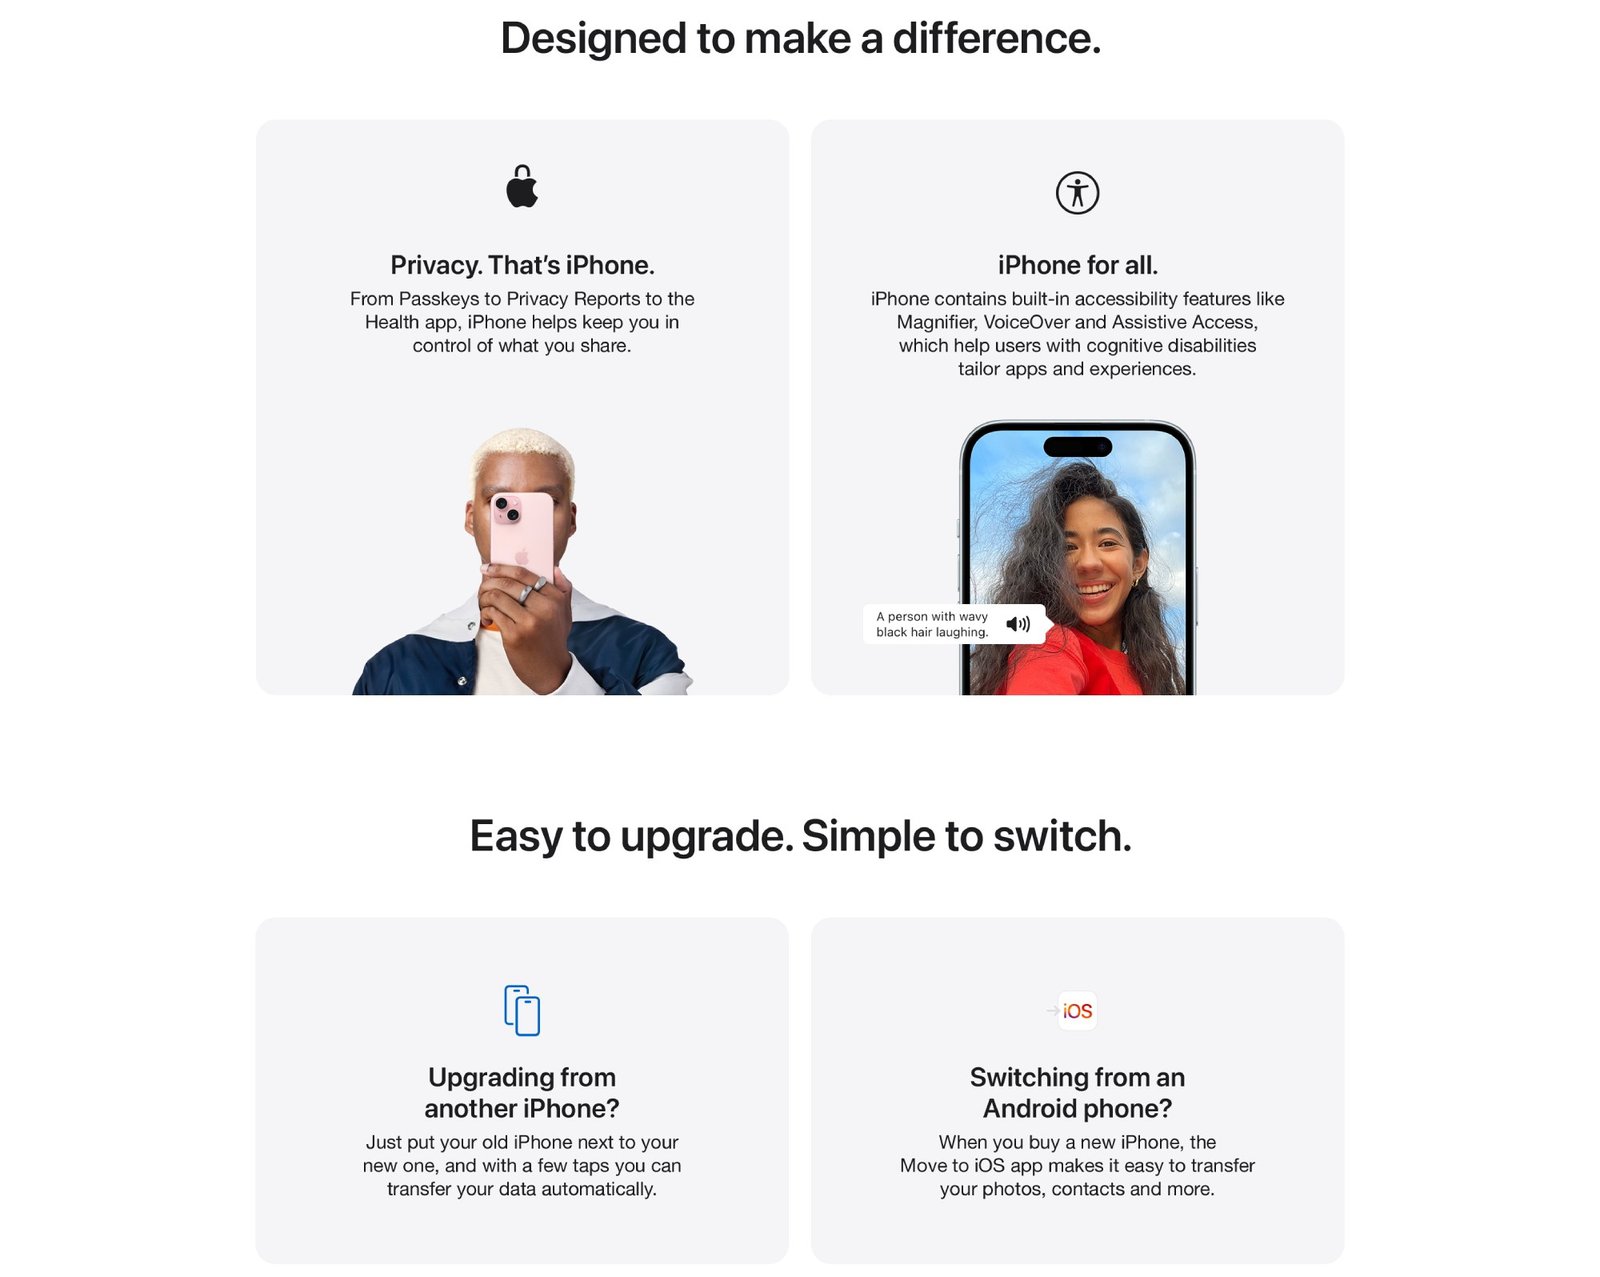 Designed to make a difference.
Privacy. That’s iPhone.
From Passkeys to Privacy Reports to the
Health app, iPhone helps keep you in
control of what you share.
iPhone for all.
iPhone contains built-in accessibility features like
Magnifier, VoiceOver and Assistive Access,
which help users with cognitive disabilities
tailor apps and experiences.
A person with wavy
black hair laughing.
Easy to upgrade. Simple to switch.
Upgrading from
another iPhone?
Just put your old iPhone next to your
new one, and with a few taps you can
transfer your data automatically.
iOS
Switching from an
Android phone?
When you buy a new iPhone, the
Move to iOS app makes it easy to transfer
your photos, contacts and more.